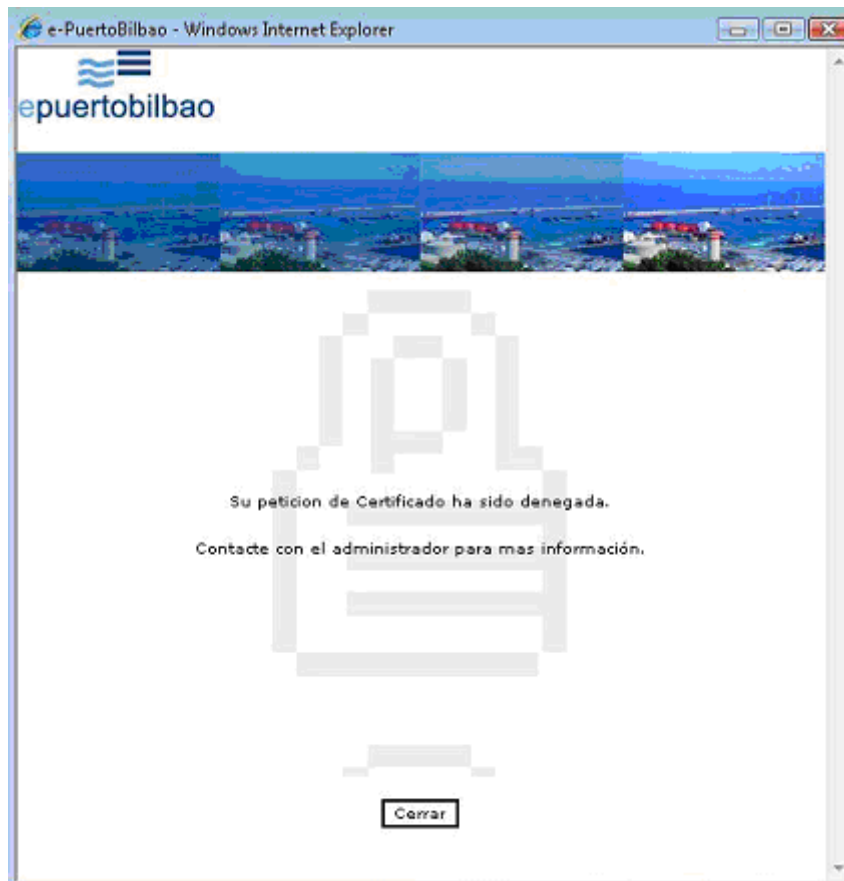 e-PuertoBilbao - Windows Internet Explorer
epuertobilbao
Su peticion de Certificado ha sido denegada.
Contacte con el administrador para mas información.
Cerrar